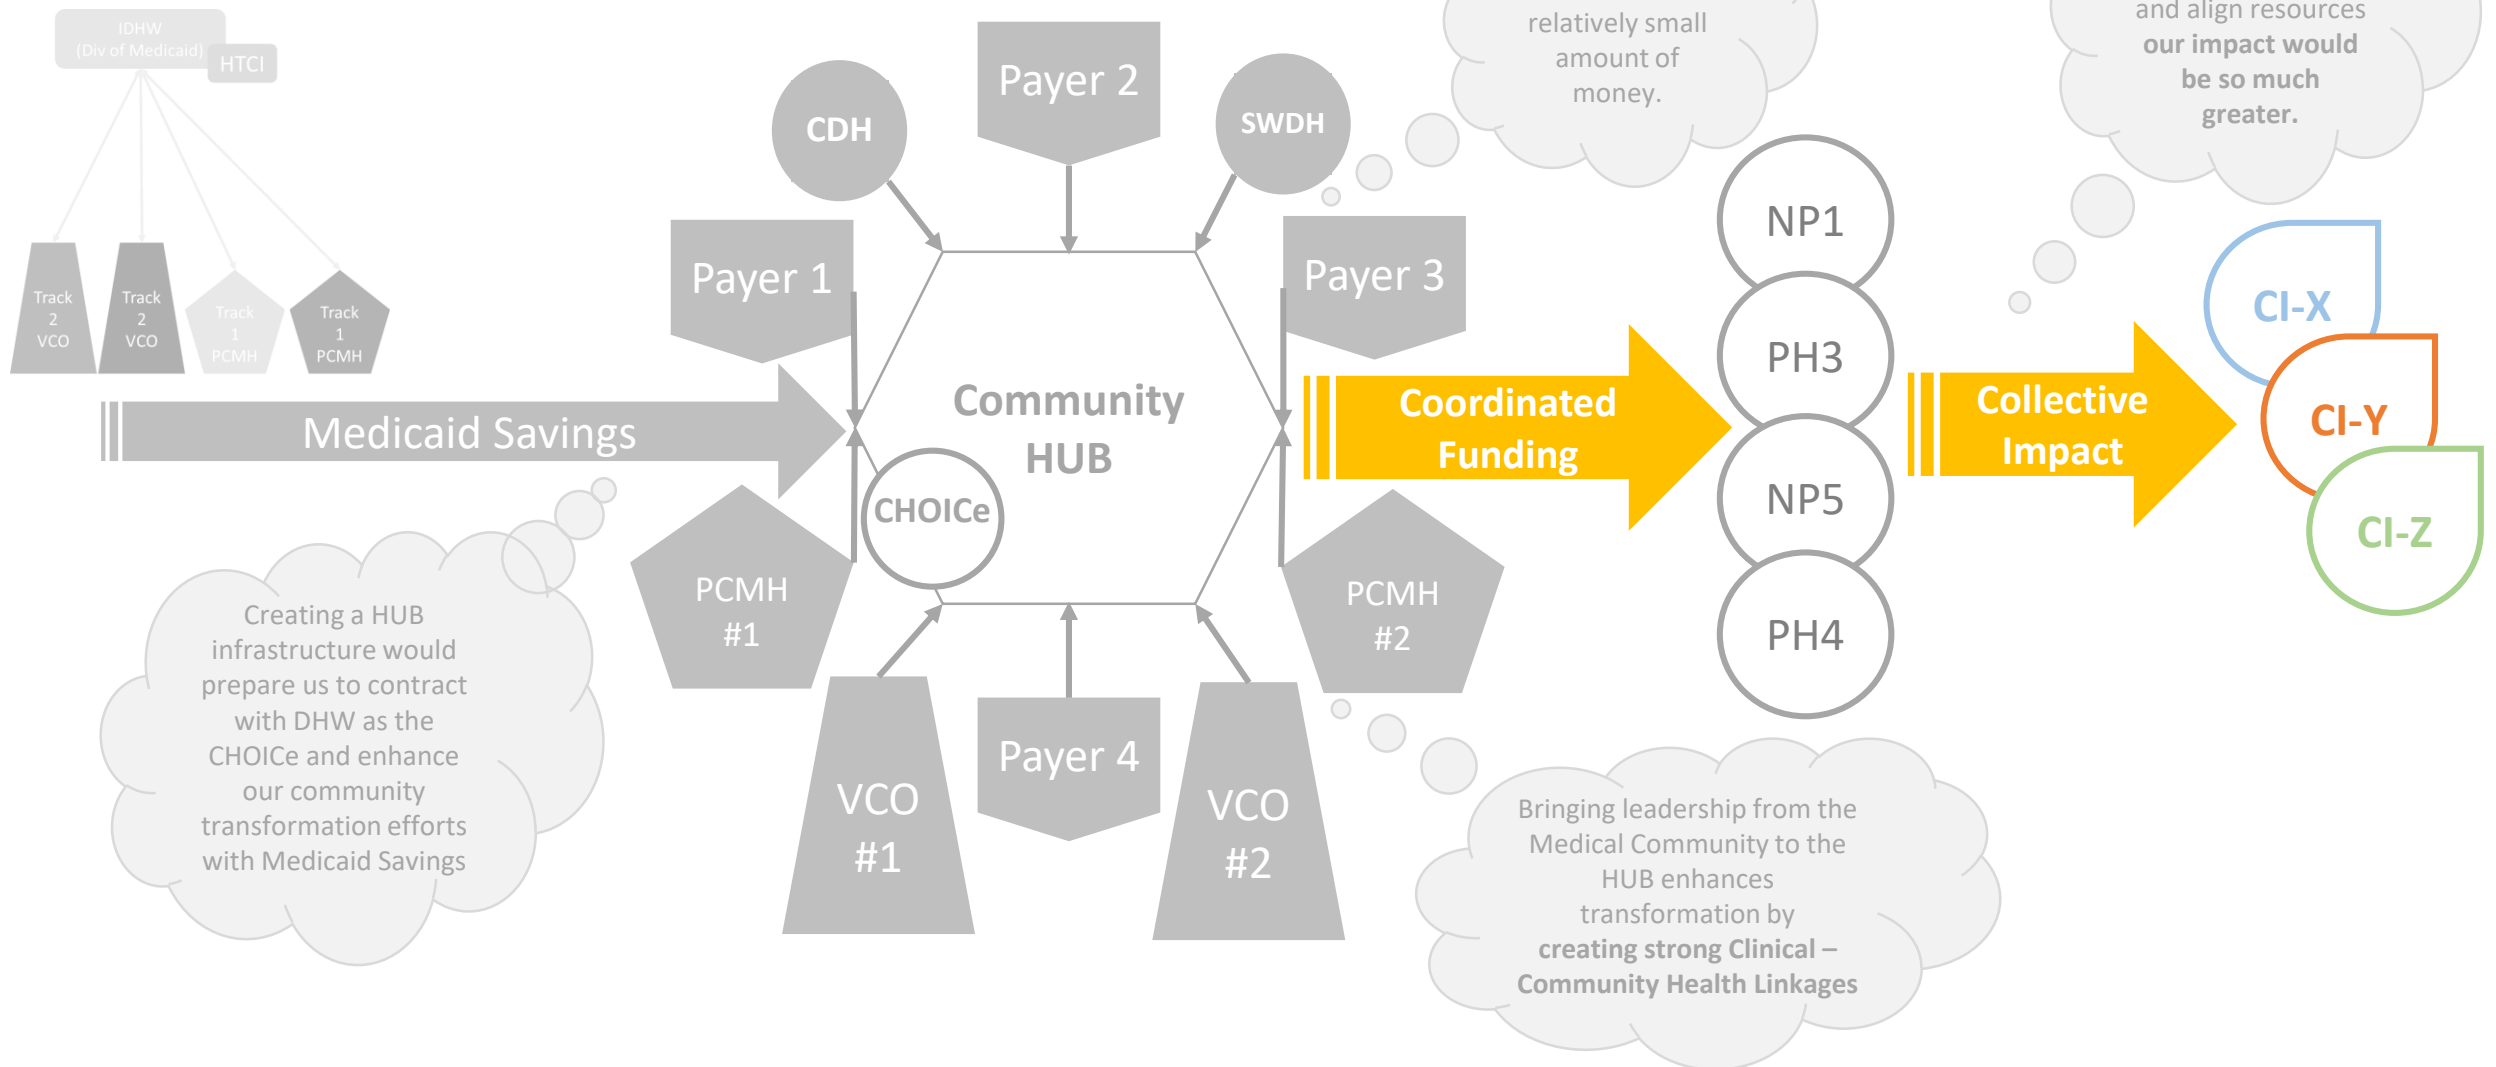 IDHW
(Div of Medicaid)
HTCI
Track
2
VCO
Track
2
VCO
Track
1
PCMH
Track
1
PCMH
Medicaid Savings
Creating a HUB
infrastructure would
prepare us to contract
with DHW as the
CHOICe and enhance
our community
transformation efforts
with Medicaid Savings
CDH
Payer 2
SWDH
Payer 1
Payer 3
Community
HUB
CHOICe
PCMH
#1
PCMH
#2
VCO
#1
Payer 4
VCO
#2
relatively small
amount of
money.
Coordinated
Funding
NP1
PH3
NP5
PH4
Bringing leadership from the
Medical Community to the
HUB enhances
transformation by
creating strong Clinical –
Community Health Linkages
and align resources
our impact would
be so much
greater.
Collective
Impact
CI-X
CI-Y
CI-Z